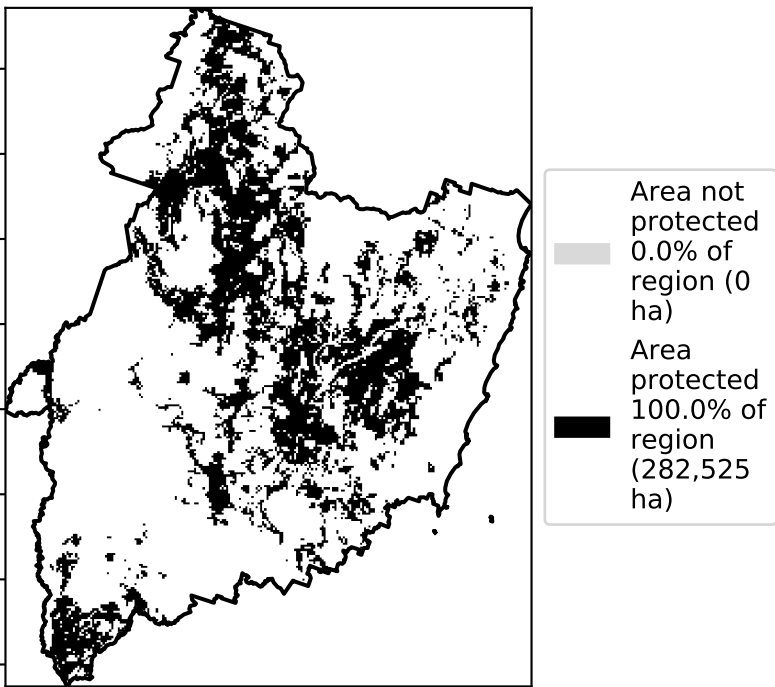 Area not
protected
0.0% of
region (0
ha)
Area
protected
100.0% of
region
(282,525
ha)